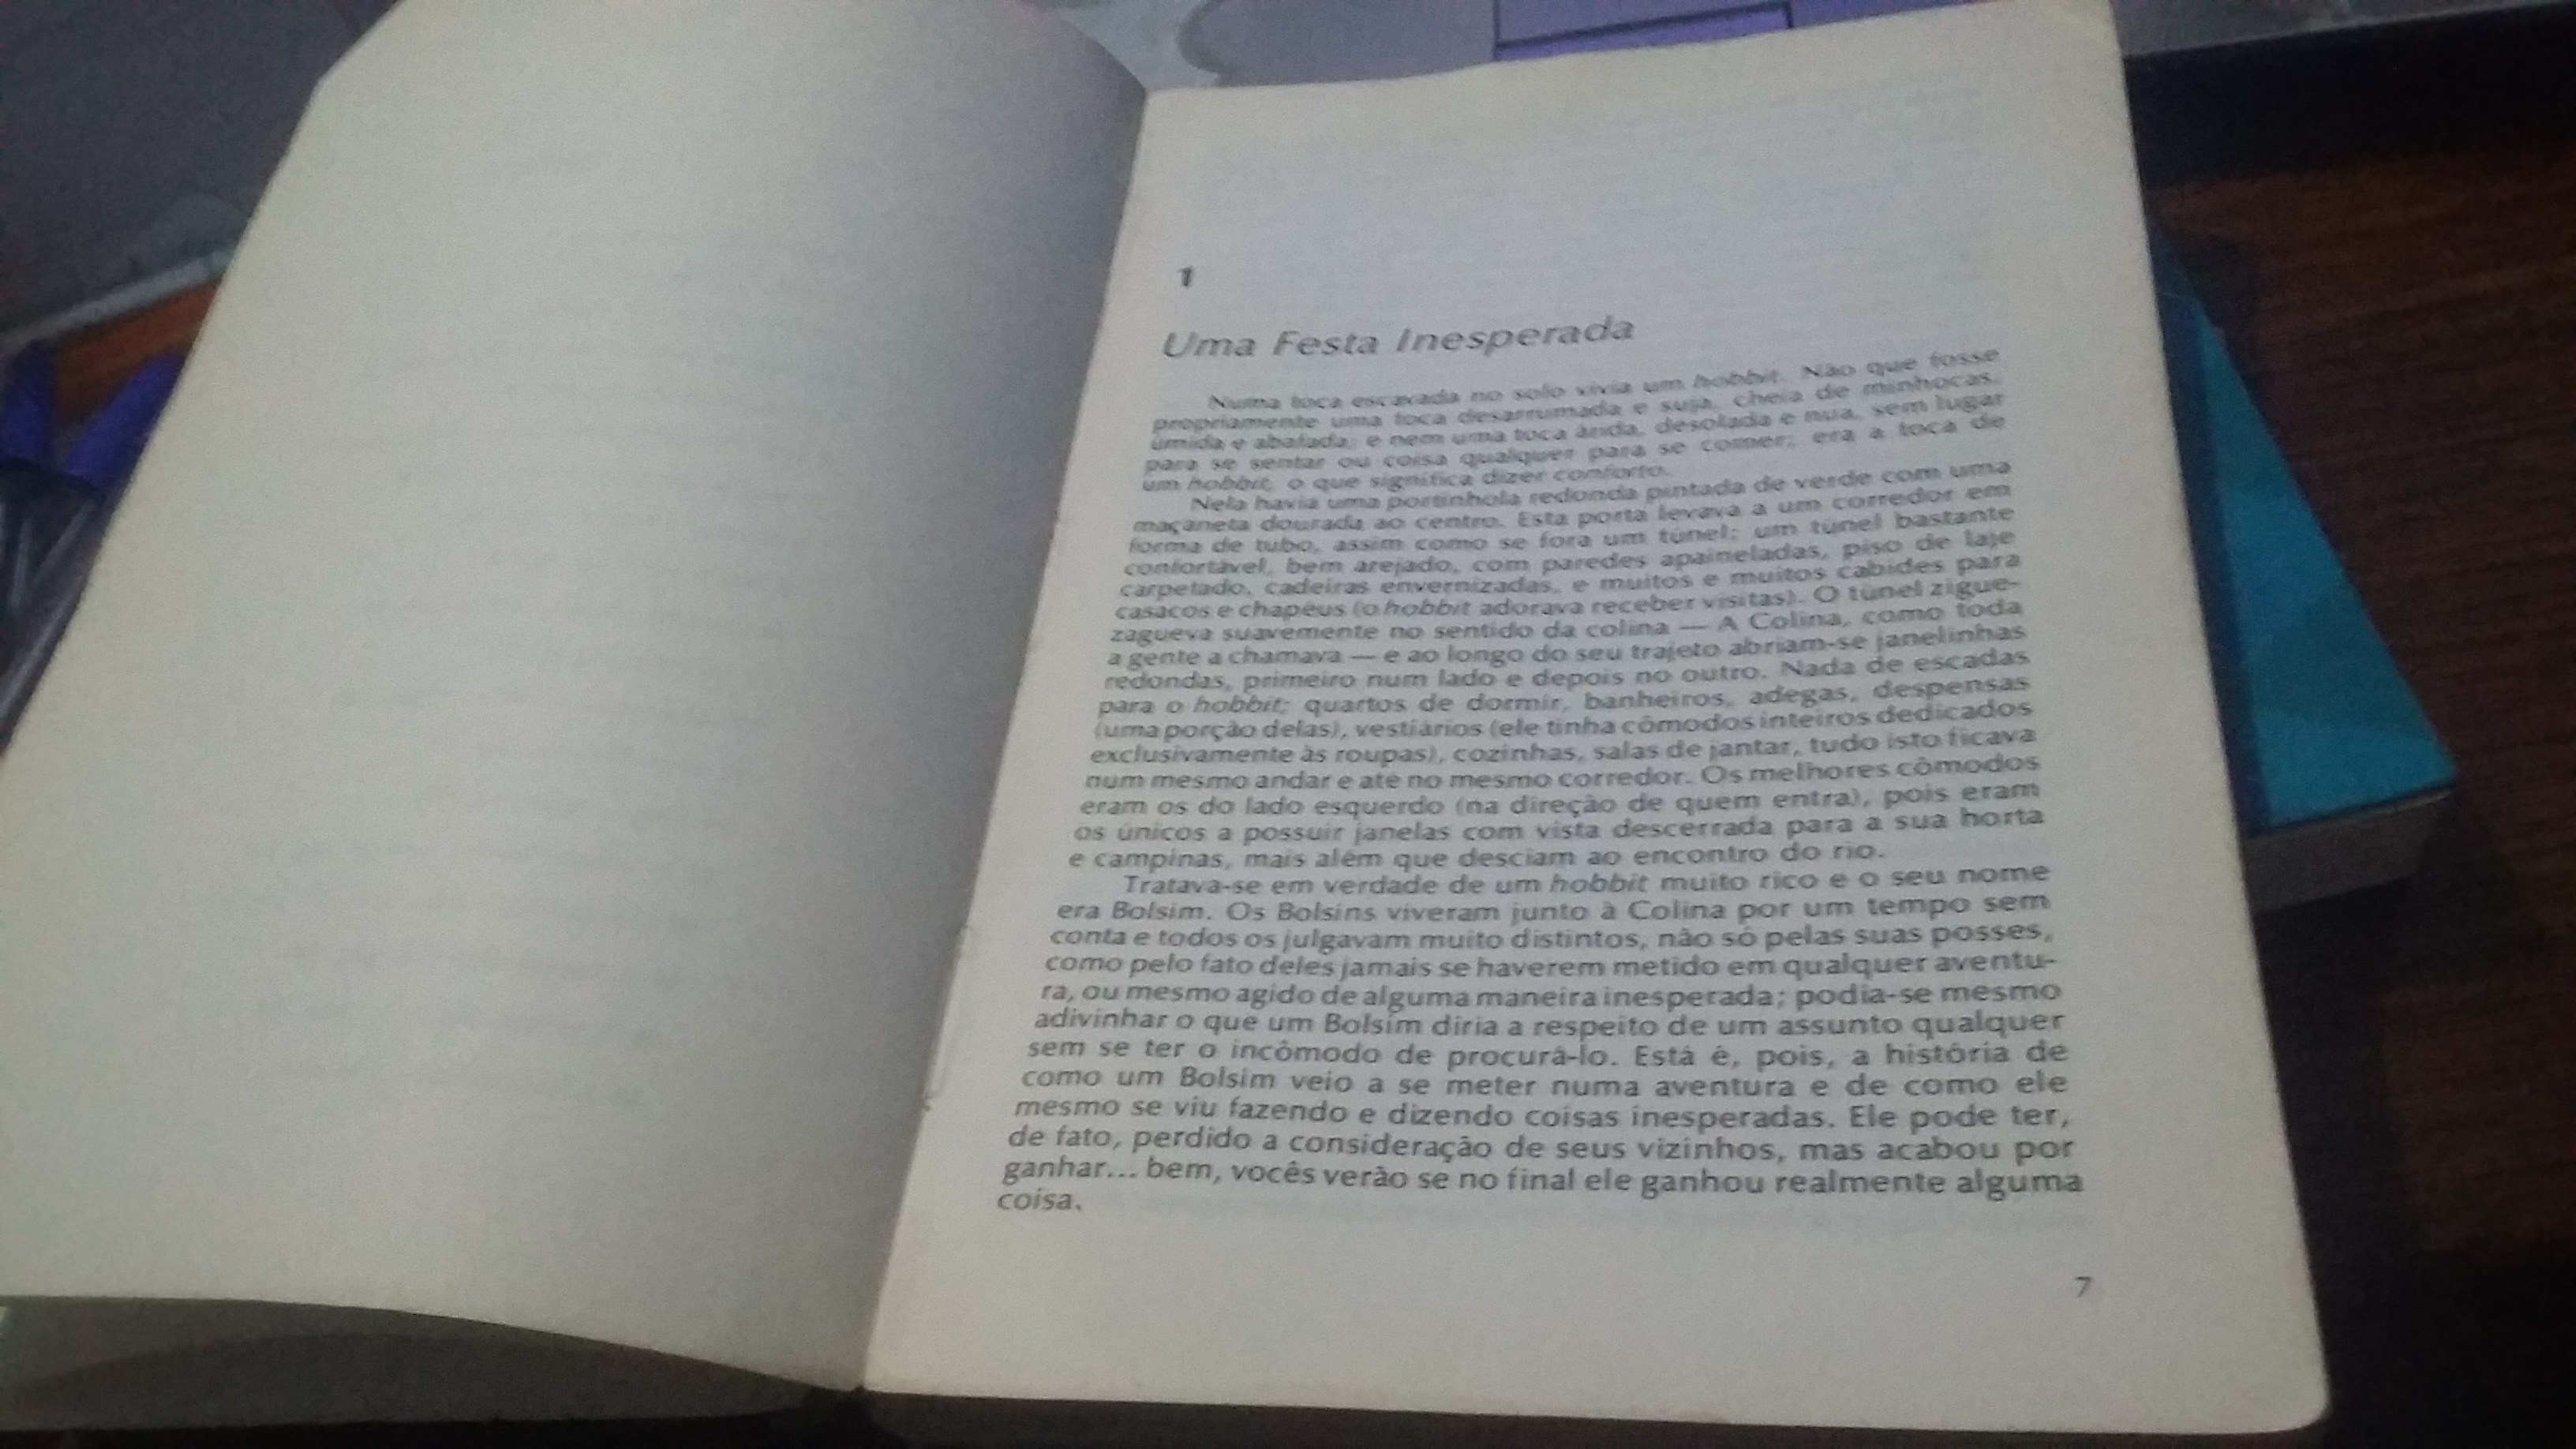 1
Uma Festa Inesperada
Numa toca escavada no solo vivia um hobbit. Não que fosse
propriamente uma toca desarrumada e suja, cheia de minhocas,
úmida e abafada; e nem uma toca árida, desolada e nua, sem lugar
para se sentar ou coisa qualquer para se comer; era a toca de
um hobbit, o que significa dizer conforto.
Nela havia uma portinhola redonda pintada de verde com uma
maçaneta dourada ao centro. Esta porta levava a um corredor em
forma de tubo, assim como se fora um túnel; um túnel bastante
confortável, bem arejado, com paredes apaineladas, piso de laje
carpetado, cadeiras envernizadas, e muitos e muitos cabides para
casacos e chapéus (o hobbit adorava receber visitas). O túnel zigue-
zagueva suavemente no sentido da colina — A Colina, como toda
a gente a chamava — e ao longo do seu trajeto abriam-se janelinhas
redondas, primeiro num lado e depois no outro. Nada de escadas
para o hobbit; quartos de dormir, banheiros, adegas, despensas
(uma porção delas), vestiários (ele tinha cômodos inteiros dedicados
exclusivamente às roupas), cozinhas, salas de jantar, tudo isto ficava
num mesmo andar e até no mesmo corredor. Os melhores cômodos
eram os do lado esquerdo (na direção de quem entra), pois eram
os únicos a possuir janelas com vista descerrada para a sua horta
e campinas, mais além que desciam ao encontro do rio.
Tratava-se em verdade de um hobbit muito rico e o seu nome
era Bolsim. Os Bolsins viveram junto à Colina por um tempo sem
conta e todos os julgavam muito distintos, não só pelas suas posses,
como pelo fato deles jamais se haverem metido em qualquer aventu-
ra, ou mesmo agido de alguma maneira inesperada; podia-se mesmo
adivinhar o que um Bolsim diria a respeito de um assunto qualquer
sem se ter o incômodo de procurá-lo. Está é, pois, a história de
como um Bolsim veio a se meter numa aventura e de como ele
mesmo se viu fazendo e dizendo coisas inesperadas. Ele pode ter,
de fato, perdido a consideração de seus vizinhos, mas acabou por
ganhar... bem, vocês verão se no final ele ganhou realmente alguma
coisa.
7